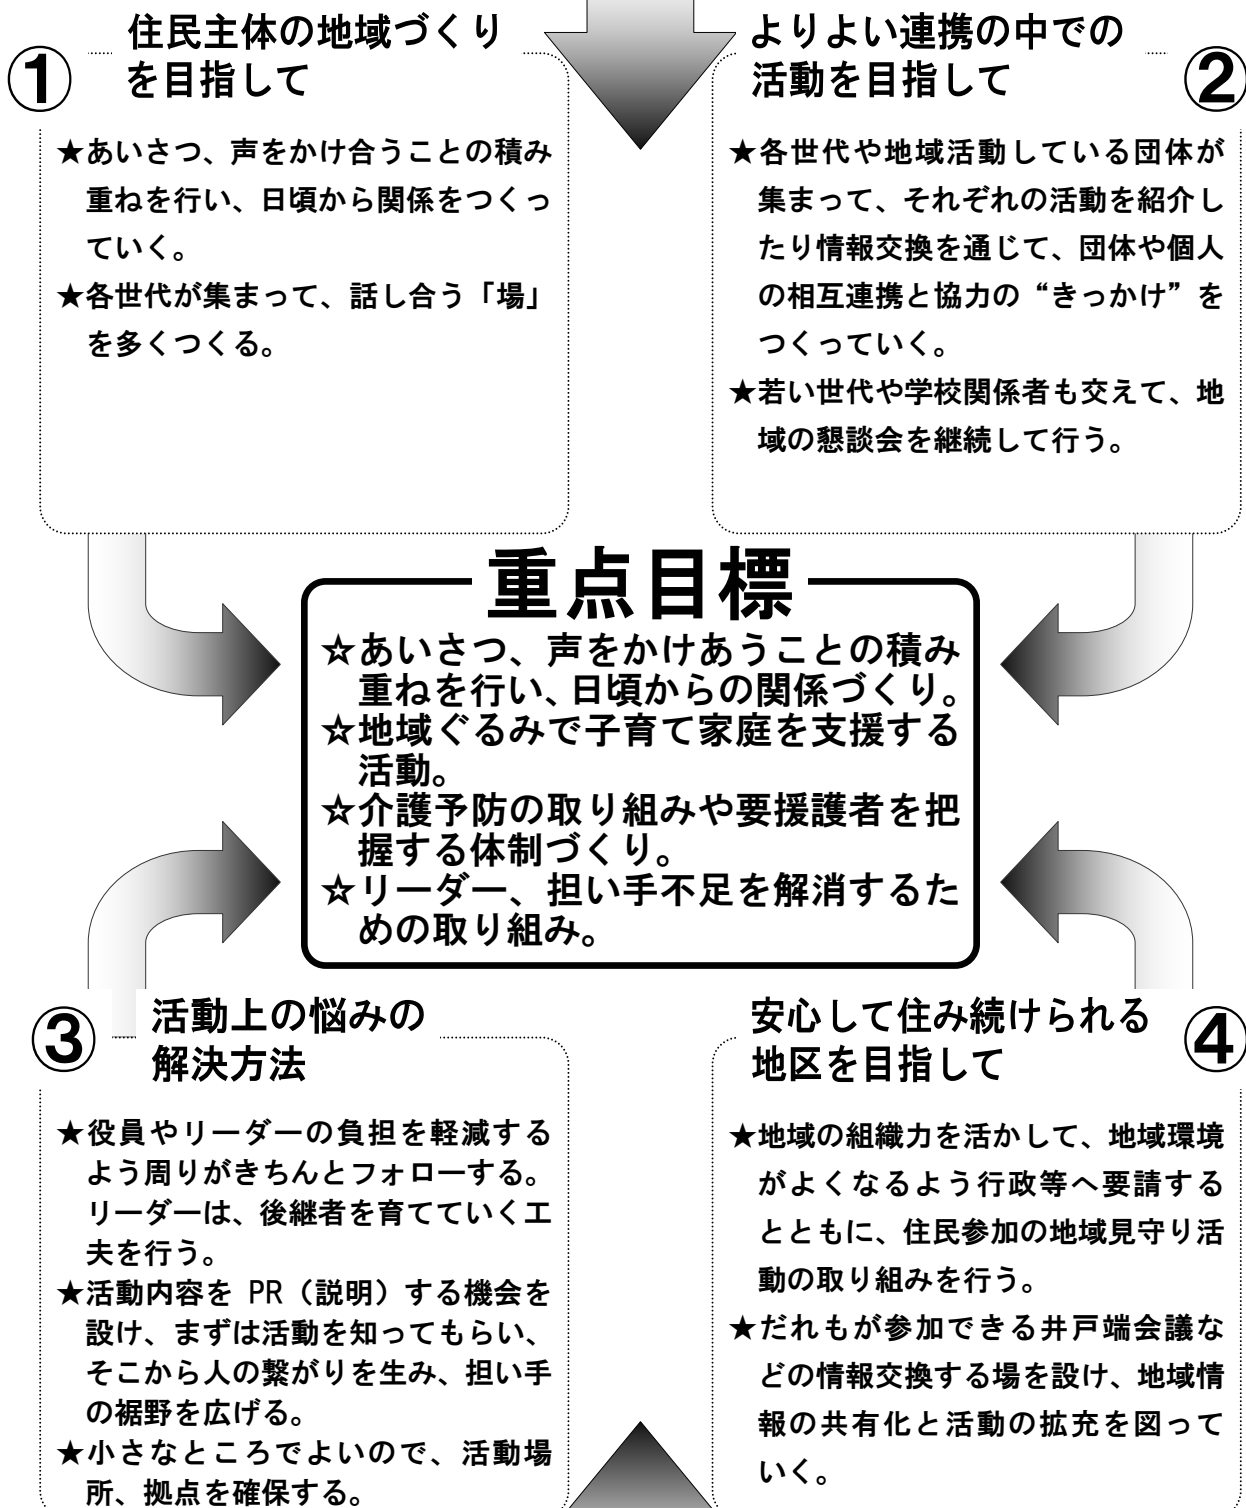 ①
住民主体の地域づくり
を目指して
★あいさつ、声をかけ合うことの積み
重ねを行い、日頃から関係をつくっ
ていく。
★各世代が集まって、話し合う「場」
を多くつくる。
よりよい連携の中での
活動を目指して
②
★各世代や地域活動している団体が
集まって、それぞれの活動を紹介し
たり情報交換を通じて、団体や個人
の相互連携と協力の“きっかけ”を
つくっていく。
★若い世代や学校関係者も交えて、地
域の懇談会を継続して行う。
重点目標
☆あいさつ、声をかけあうことの積み
重ねを行い、日頃からの関係づくり。
☆地域ぐるみで子育て家庭を支援する
活動。
☆介護予防の取り組みや要援護者を把
握する体制づくり。
☆リーダー、担い手不足を解消するた
めの取り組み。
③
活動上の悩みの
解決方法
★役員やリーダーの負担を軽減する
よう周りがきちんとフォローする。
リーダーは、後継者を育てていく工
夫を行う。
★活動内容を PR（説明）する機会を
設け、まずは活動を知ってもらい、
そこから人の繋がりを生み、担い手
の裾野を広げる。
★小さなところでよいので、活動場
所、拠点を確保する。
安心して住み続けられる
地区を目指して
④
★地域の組織力を活かして、地域環境
がよくなるよう行政等へ要請する
とともに、住民参加の地域見守り活
動の取り組みを行う。
★だれもが参加できる井戸端会議な
どの情報交換する場を設け、地域情
報の共有化と活動の拡充を図って
いく。